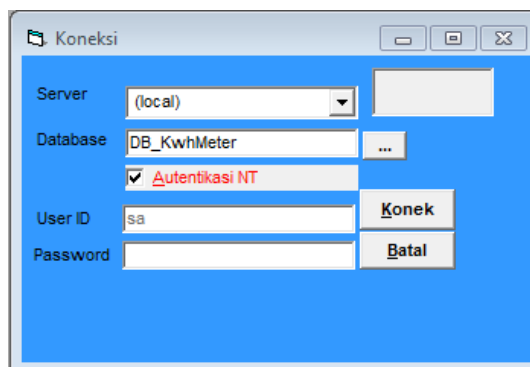 Koneksi
Server (local)
Database DB_KwhMeter ...
Autentikasi NT
User ID sa Konek
Password Batal